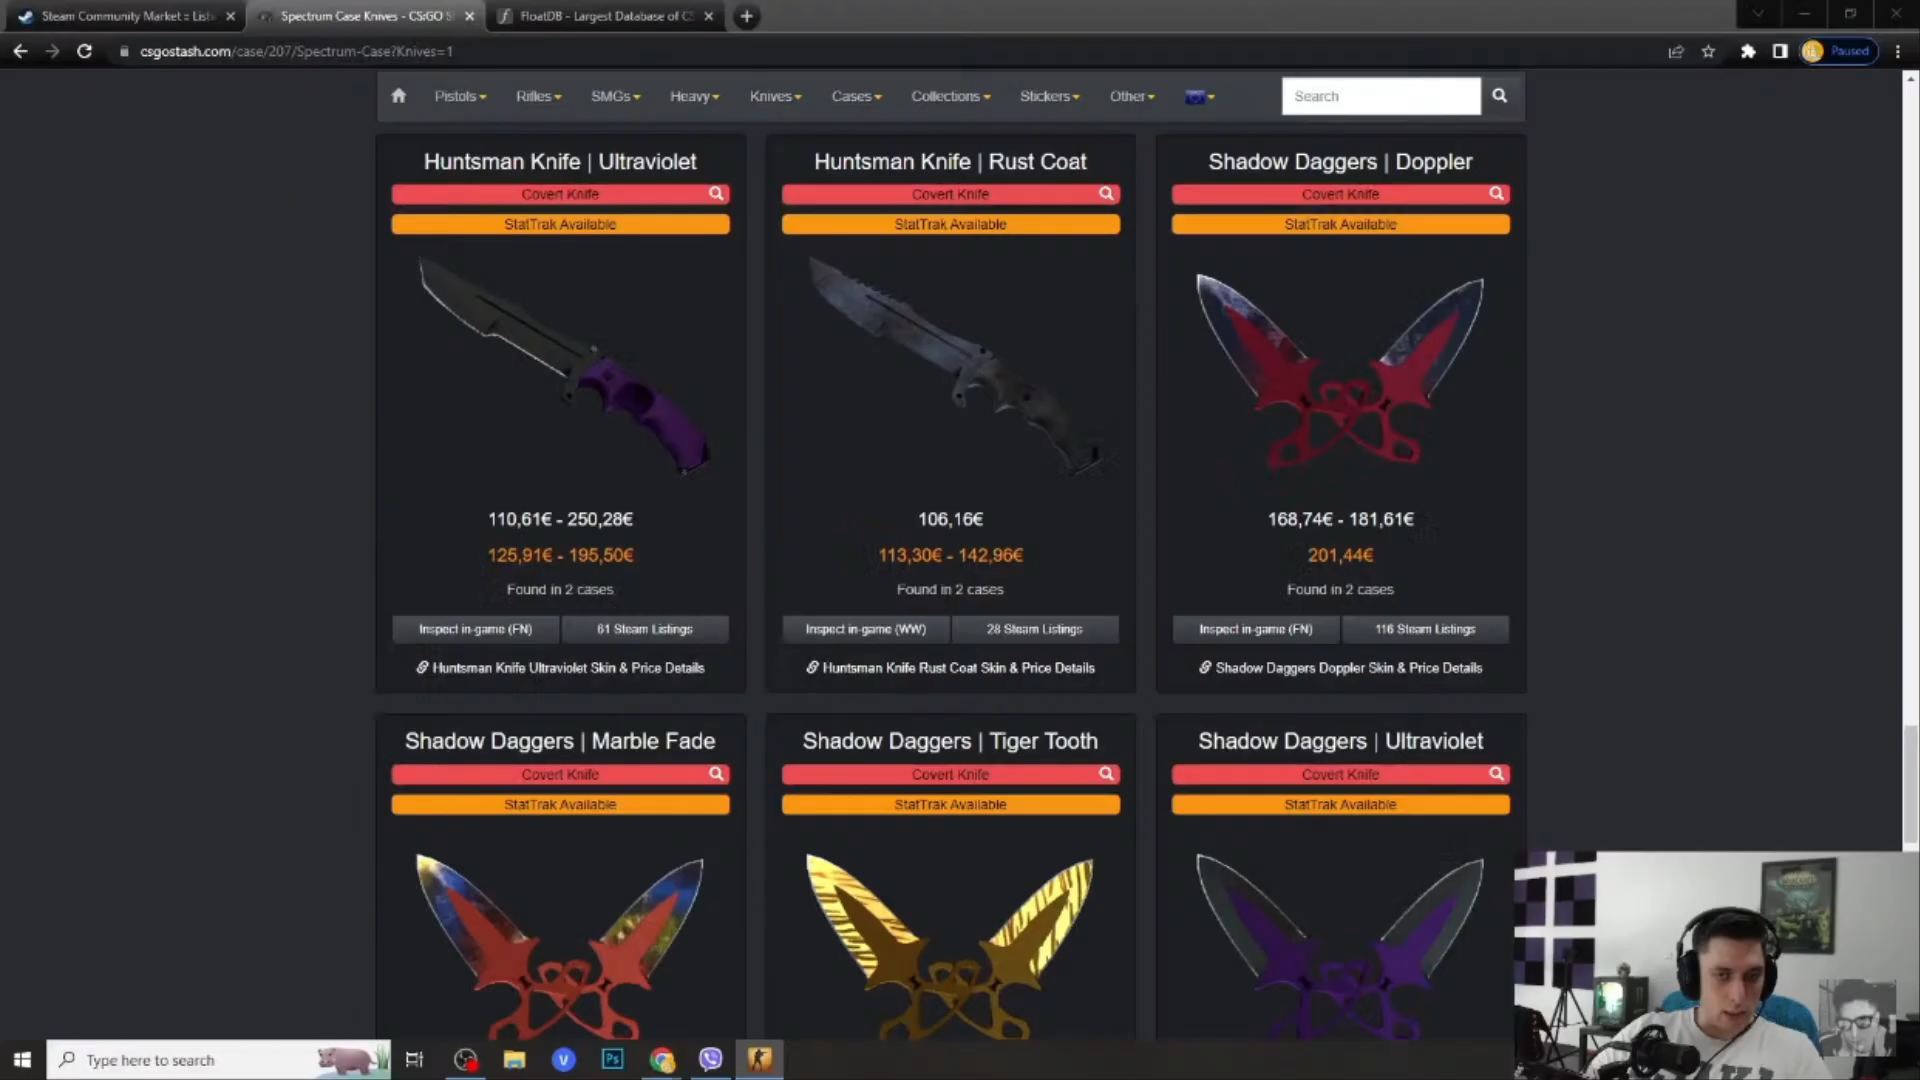 Steam Community Market :: Listi
Spectrum Case Knives - CS:GO S
FloatDB - Largest Database of CS
csgostash.com/case/207/Spectrum-Case?Knives=1
Paused
Pistols
Rifles
SMGs
Heavy
Knives
Cases
Collections
Stickers
Other
Search
Huntsman Knife | Ultraviolet
Covert Knife
StatTrak Available
110,61€ - 250,28€
125,91€ - 195,50€
Found in 2 cases
Inspect in-game (FN)
61 Steam Listings
Huntsman Knife Ultraviolet Skin & Price Details
Huntsman Knife | Rust Coat
Covert Knife
StatTrak Available
106,16€
113,30€ - 142,96€
Found in 2 cases
Inspect in-game (WW)
28 Steam Listings
Huntsman Knife Rust Coat Skin & Price Details
Shadow Daggers | Doppler
Covert Knife
StatTrak Available
168,74€ - 181,61€
201,44€
Found in 2 cases
Inspect in-game (FN)
116 Steam Listings
Shadow Daggers Doppler Skin & Price Details
Shadow Daggers | Marble Fade
Covert Knife
StatTrak Available
Shadow Daggers | Tiger Tooth
Covert Knife
StatTrak Available
Shadow Daggers | Ultraviolet
Covert Knife
StatTrak Available
Type here to search
V
Ps